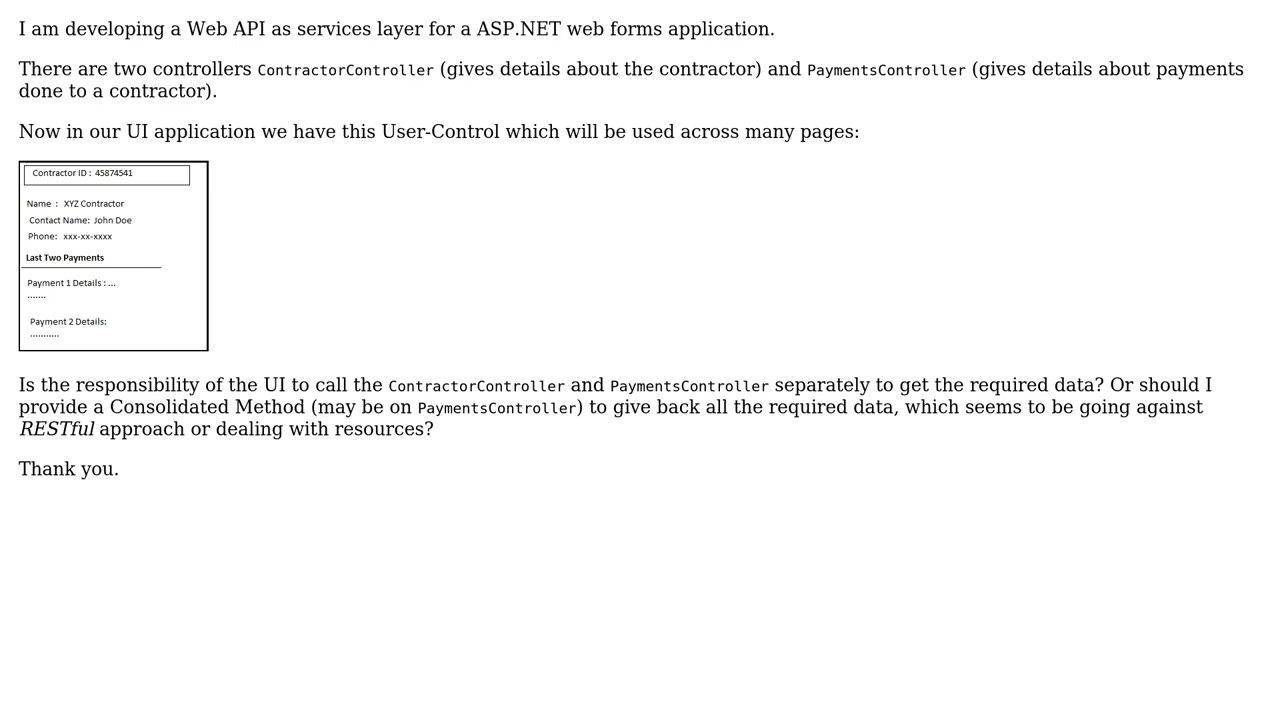 I am developing a Web API as services layer for a ASP.NET web forms application.
There are two controllers ContractorController (gives details about the contractor) and PaymentsController (gives details about payments
done to a contractor).
Now in our UI application we have this User-Control which will be used across many pages:
Contractor ID : 45874541
Name : XYZ Contractor
Contact Name: John Doe
Phone: xxx-xx-xxxx
Last Two Payments
Payment 1 Details : ...
.......
Payment 2 Details:
...........
Is the responsibility of the UI to call the ContractorController and PaymentsController separately to get the required data? Or should I
provide a Consolidated Method (may be on PaymentsController) to give back all the required data, which seems to be going against
RESTful approach or dealing with resources?
Thank you.